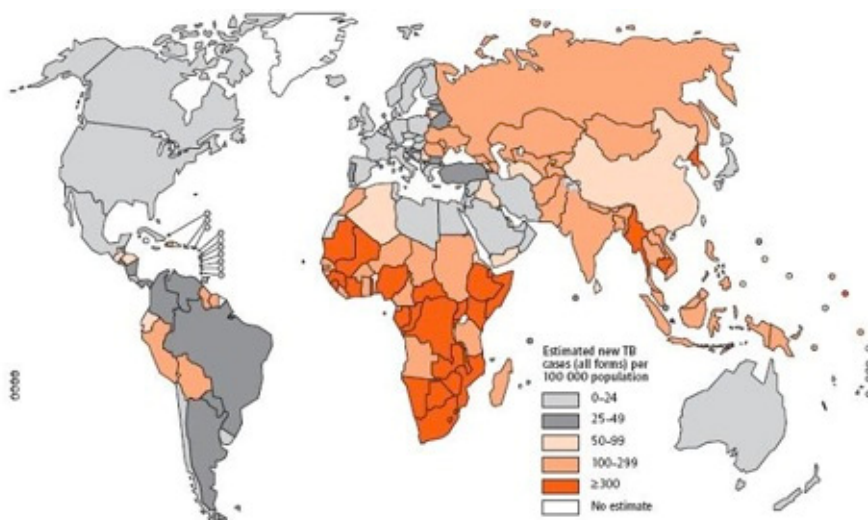 Estimated new TB
cases (all forms) per
100 000 population
0–24
25–49
50–99
100–299
≥300
No estimate